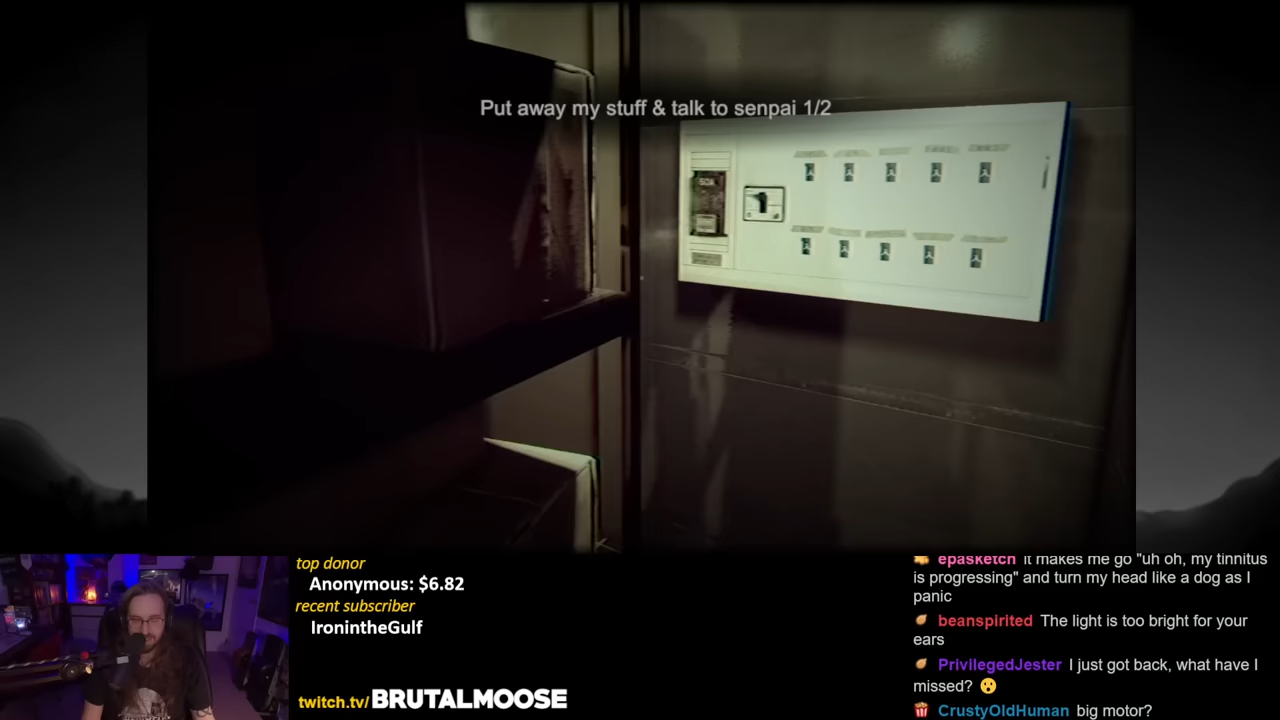 Put away my stuff & talk to senpai 1/2
top donor
Anonymous: $6.82
recent subscriber
IronintheGulf
twitch.tv/BRUTALMOOSE
epasketch it makes me go "uh oh, my tinnitus
is progressing" and turn my head like a dog as I
panic
beanspirited The light is too bright for your
ears
PrivilegedJester I just got back, what have I
missed? 😮
CrustyOldHuman big motor?